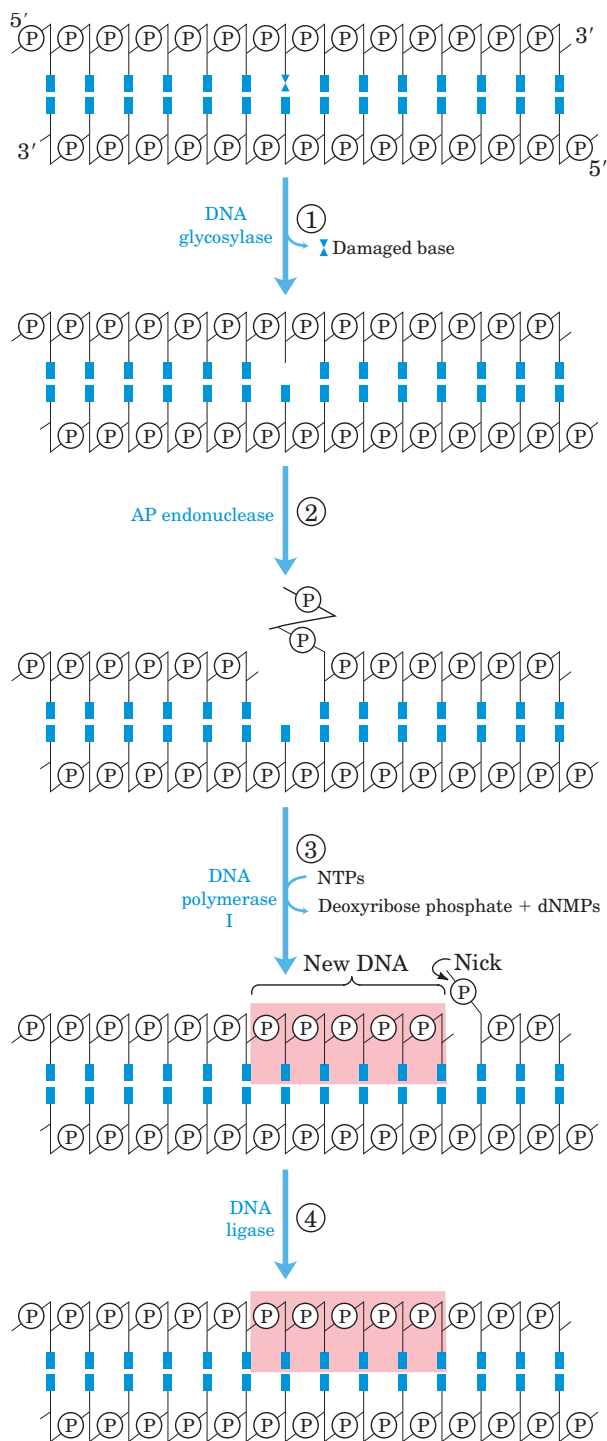 5′
P P P P P P P P P P P P P P 3′
3′ P P P P P P P P P P P P P P
5′
DNA
glycosylase
1
Damaged base
P P P P P P P P P P P P P P
P P P P P P P P P P P P P P
AP endonuclease
2
P
P
P P P P P P P P P P P P
P P P P P P P P P P P P P P
DNA
polymerase
I
3
NTPs
Deoxyribose phosphate + dNMPs
New DNA
Nick
P
P P P P P P P P P P P P P
P P P P P P P P P P P P P P
DNA
ligase
4
P P P P P P P P P P P P P P
P P P P P P P P P P P P P P